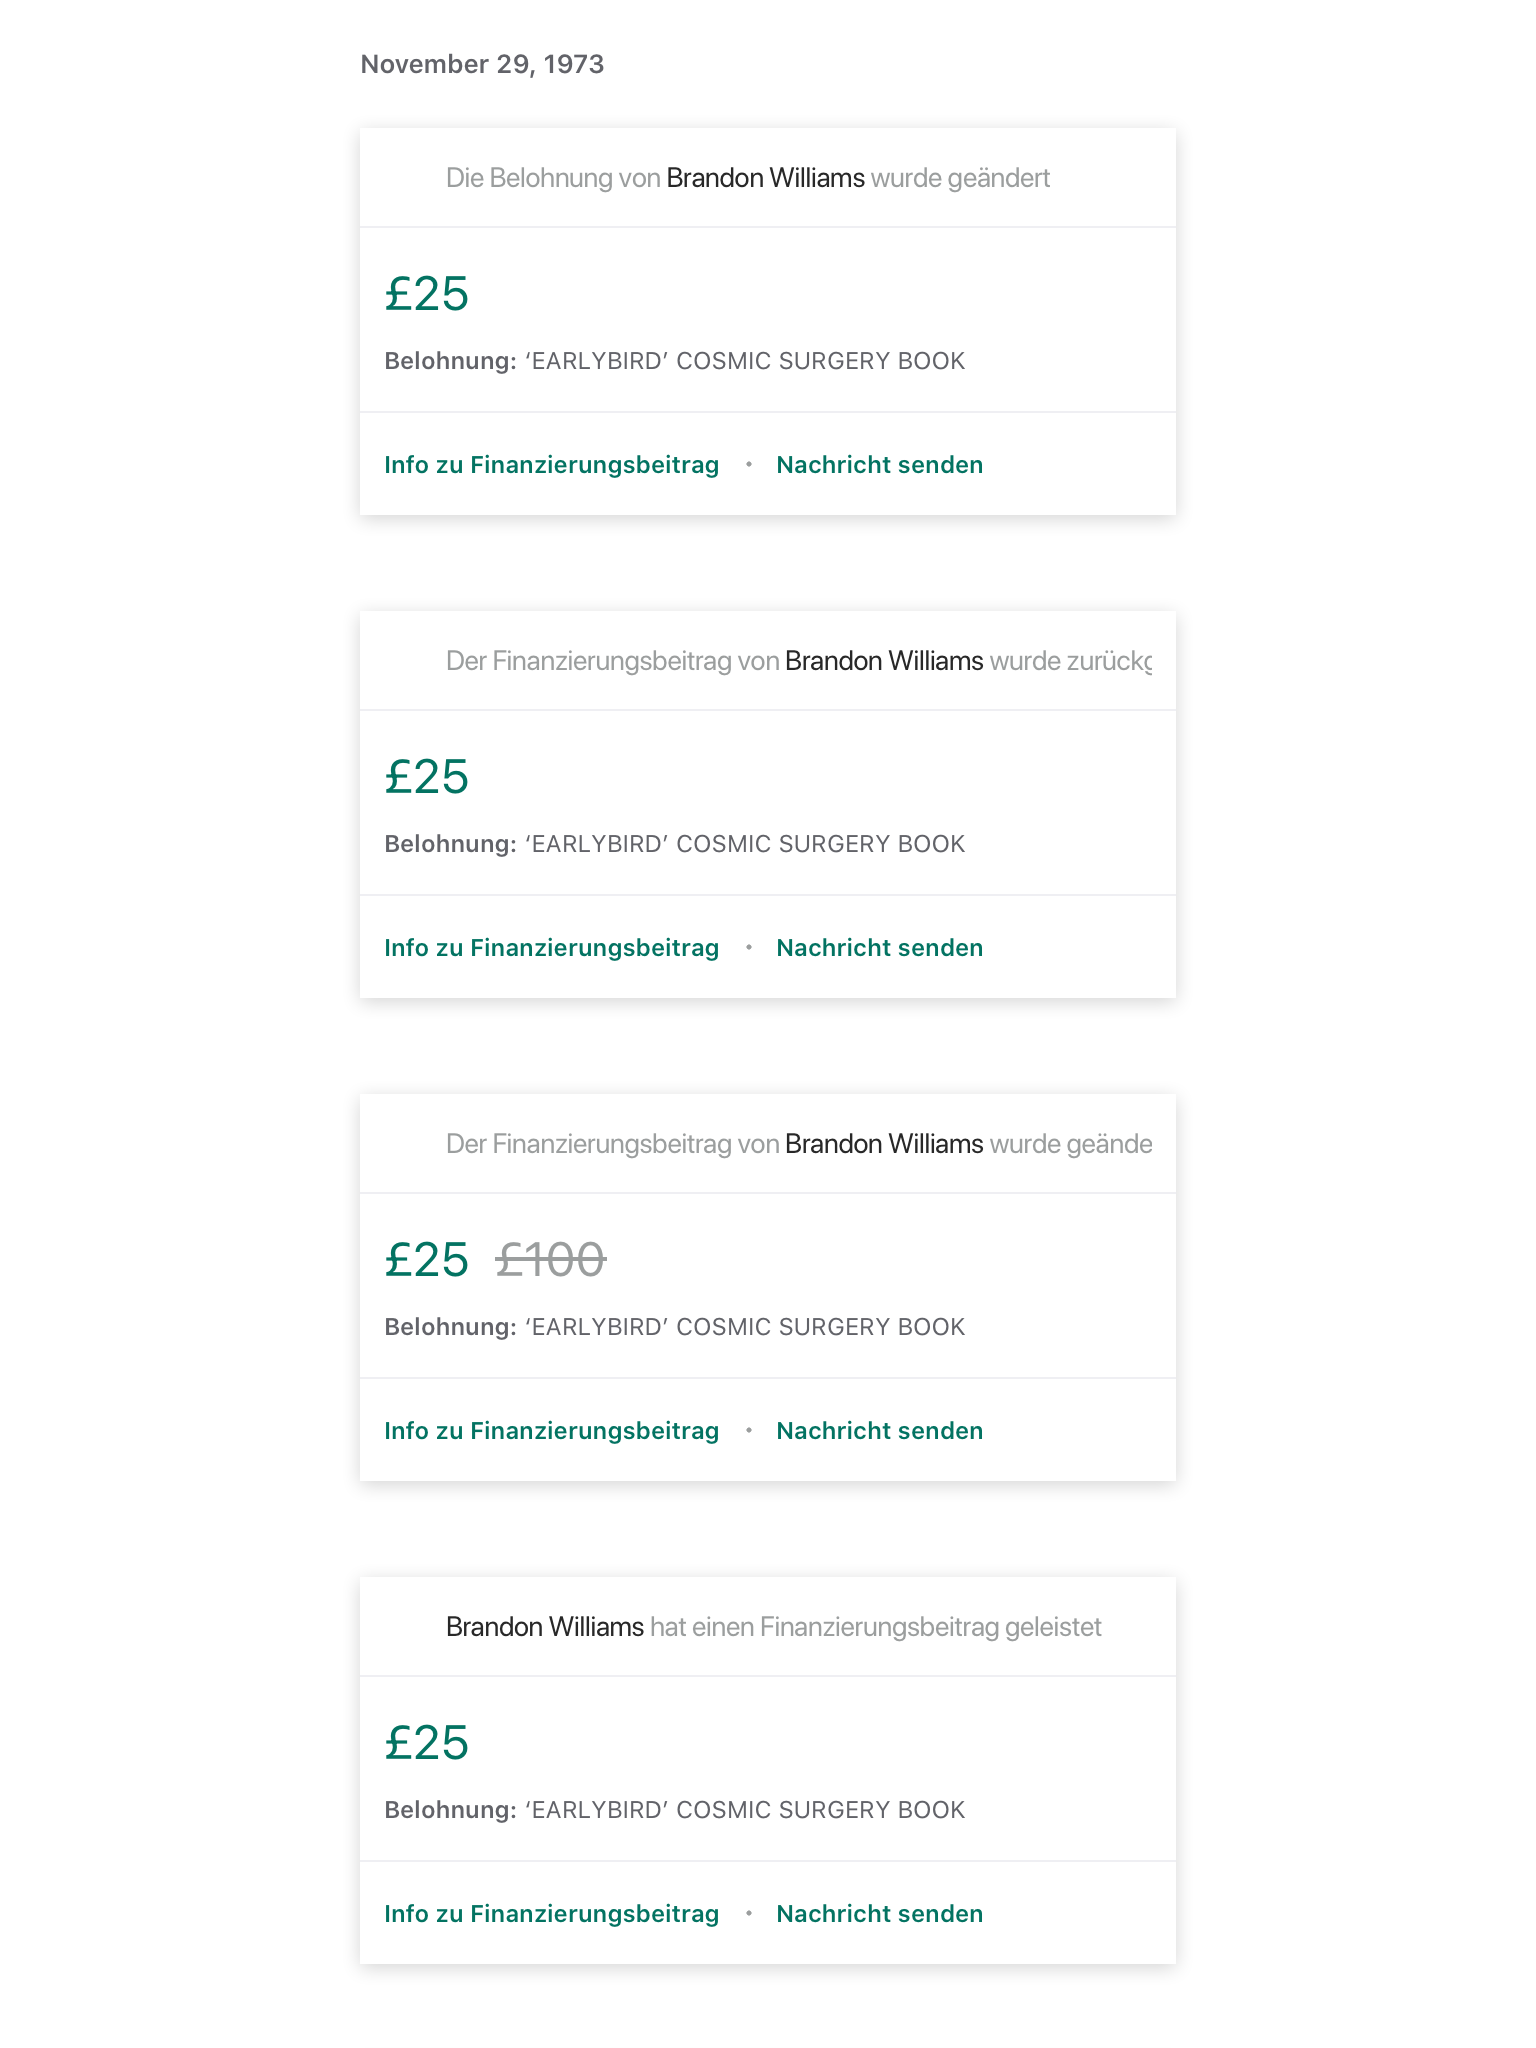 November 29, 1973
Die Belohnung von Brandon Williams wurde geändert
£25
Belohnung: ‘EARLYBIRD’ COSMIC SURGERY BOOK
Info zu Finanzierungsbeitrag • Nachricht senden
Der Finanzierungsbeitrag von Brandon Williams wurde
£25
Belohnung: ‘EARLYBIRD’ COSMIC SURGERY BOOK
Info zu Finanzierungsbeitrag • Nachricht senden
Der Finanzierungsbeitrag von Brandon Williams wurde geände
£25 £100
Belohnung: ‘EARLYBIRD’ COSMIC SURGERY BOOK
Info zu Finanzierungsbeitrag • Nachricht senden
Brandon Williams hat einen Finanzierungsbeitrag geleistet
£25
Belohnung: ‘EARLYBIRD’ COSMIC SURGERY BOOK
Info zu Finanzierungsbeitrag • Nachricht senden